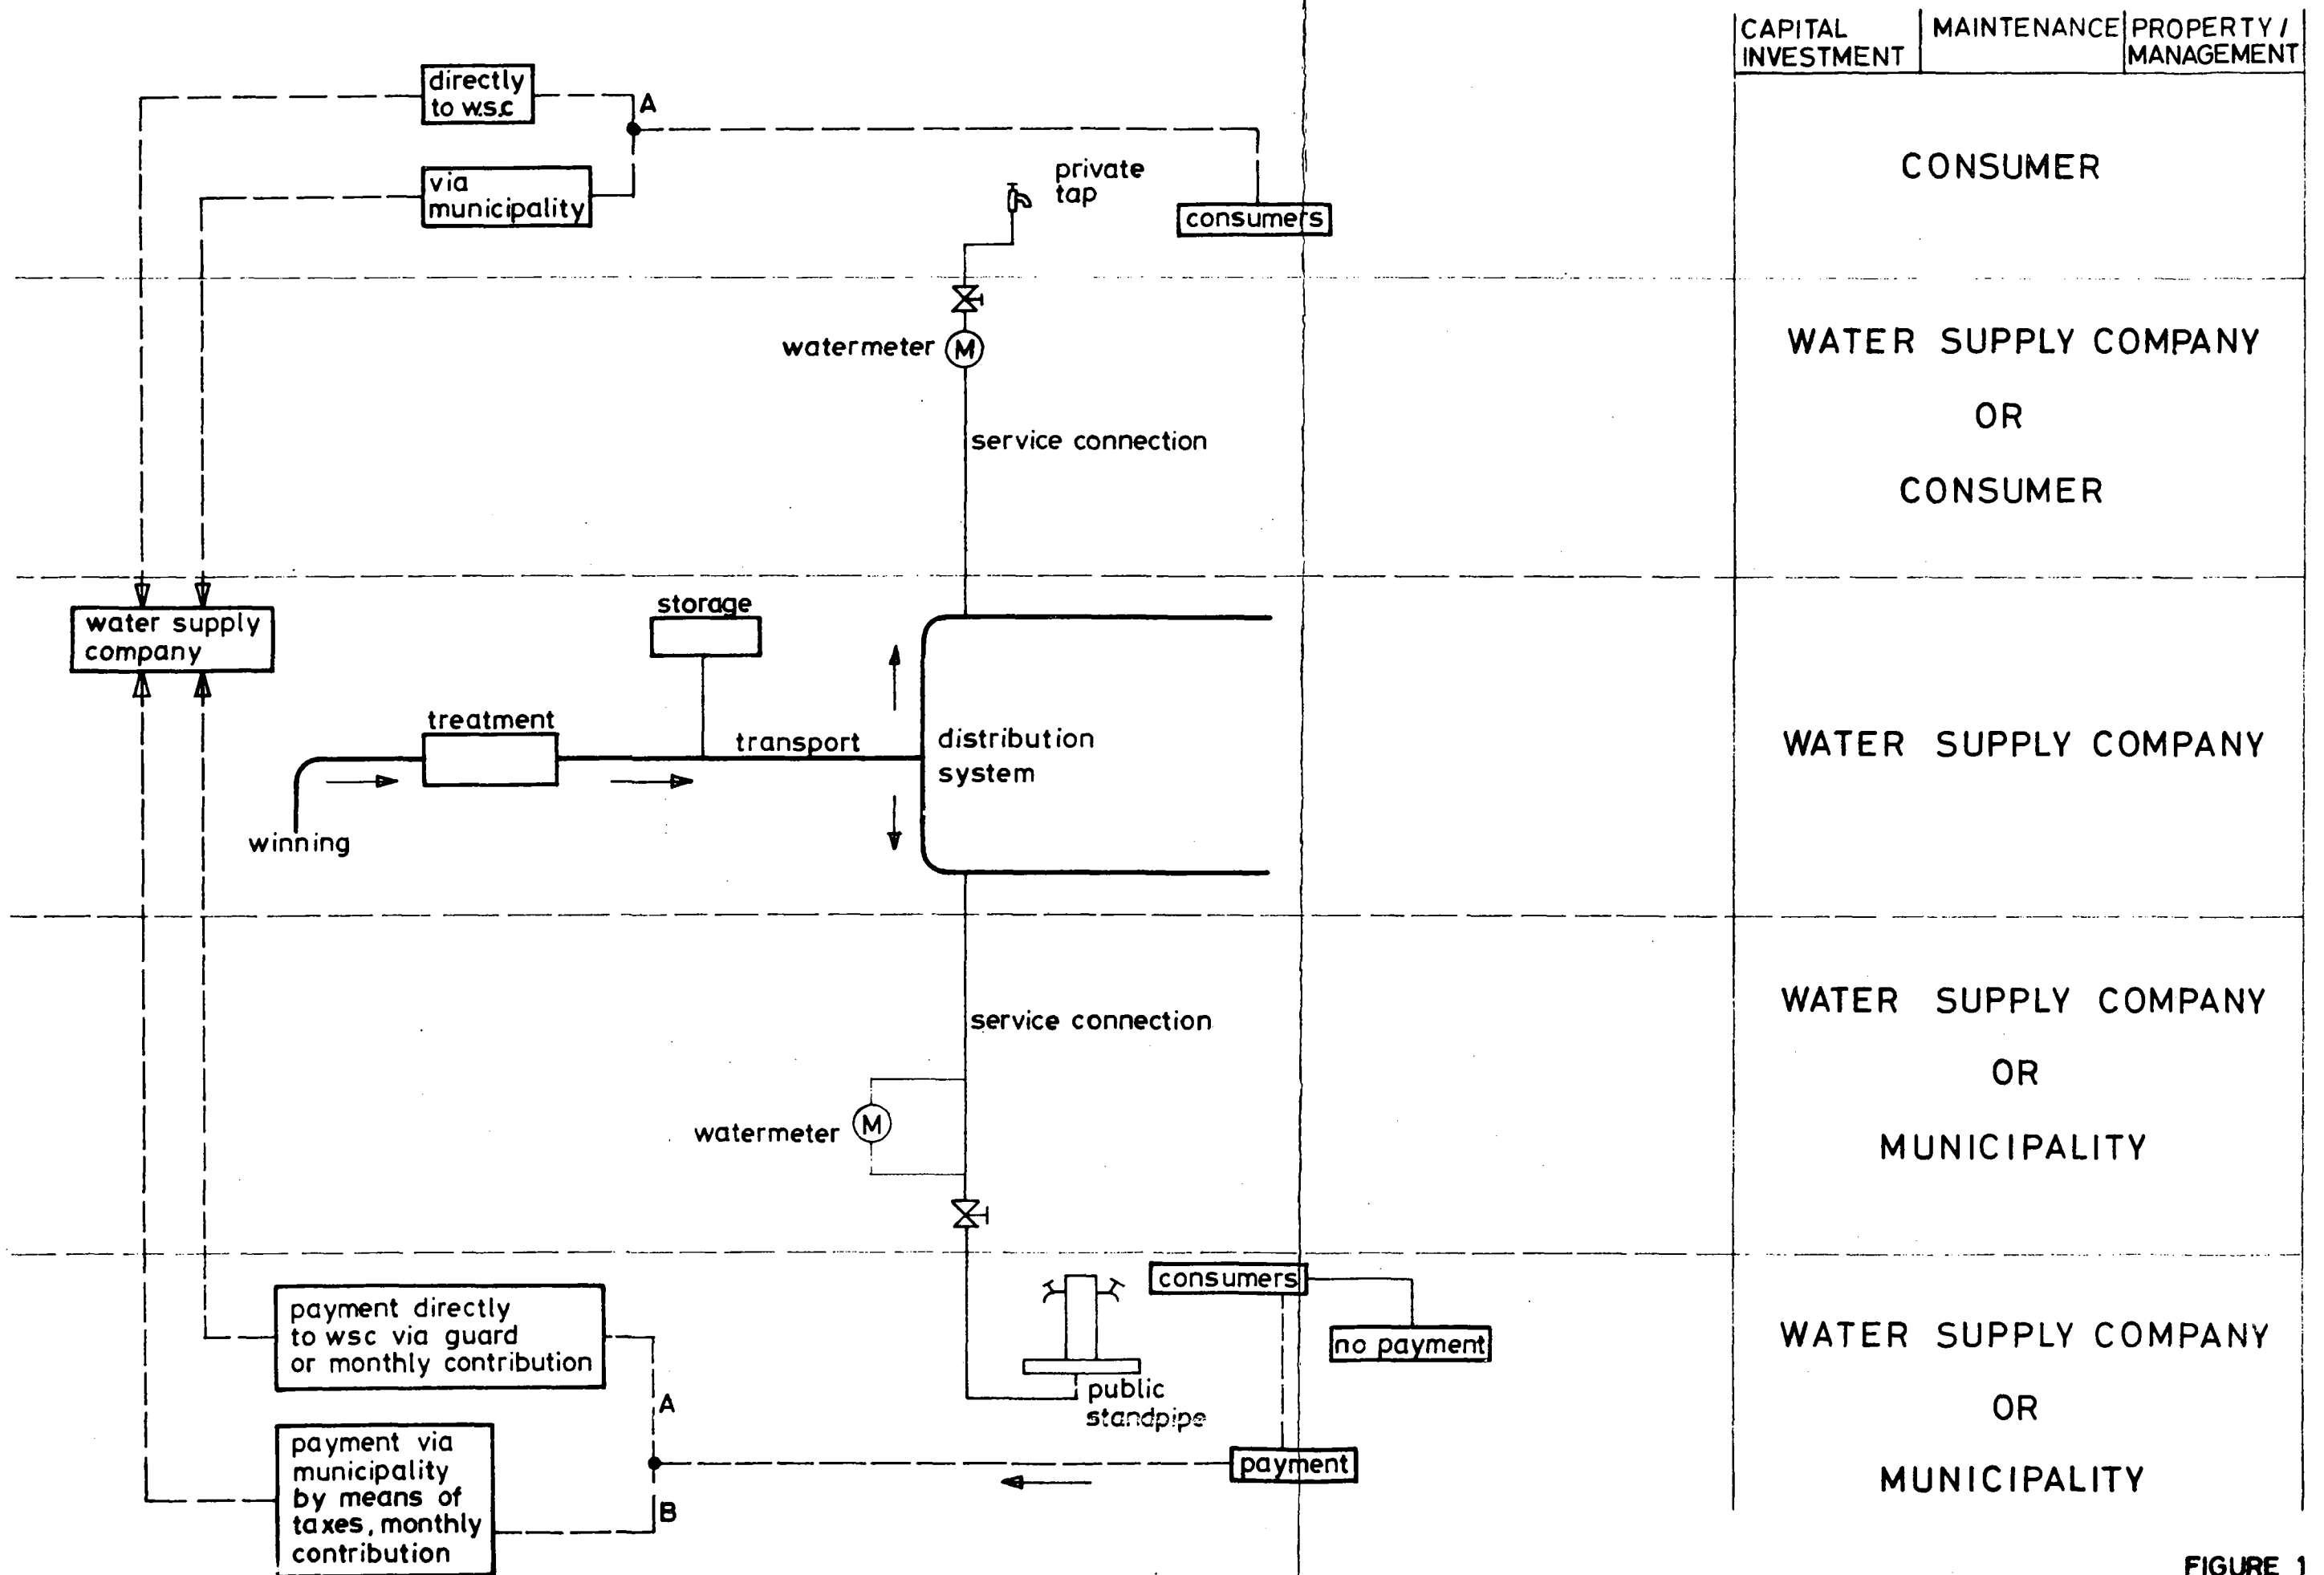 CAPITAL
INVESTMENT
MAINTENANCE
PROPERTY /
MANAGEMENT
directly
to w.s.c
A
via
municipality
private
tap
consumers
CONSUMER
watermeter
M
service connection
WATER SUPPLY COMPANY
OR
CONSUMER
water supply
company
storage
treatment
transport
distribution
system
winning
WATER SUPPLY COMPANY
service connection
watermeter
M
WATER SUPPLY COMPANY
OR
MUNICIPALITY
payment directly
to wsc via guard
or monthly contribution
A
consumers
no payment
public
standpipe
payment
payment via
municipality
by means of
taxes, monthly
contribution
B
WATER SUPPLY COMPANY
OR
MUNICIPALITY
FIGURE 1